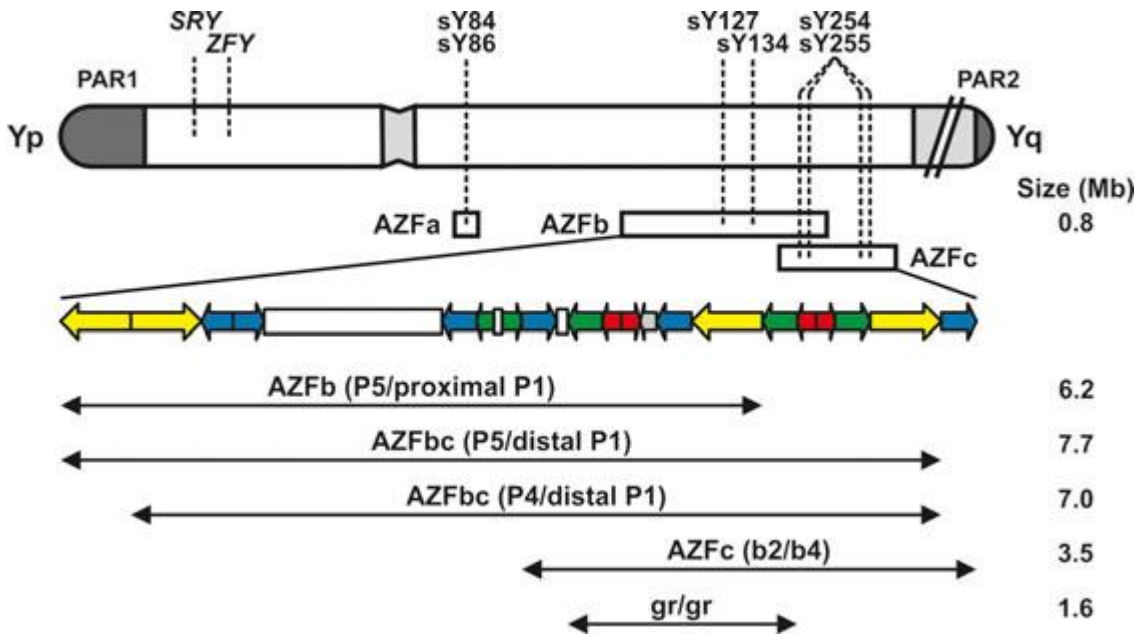 SRY
ZFY
sY84
sY86
sY127
sY134
sY254
sY255
PAR1
PAR2
Yp
Yq
Size (Mb)
AZFa
AZFb
0.8
AZFc
AZFb (P5/proximal P1)
6.2
AZFbc (P5/distal P1)
7.7
AZFbc (P4/distal P1)
7.0
AZFc (b2/b4)
3.5
gr/gr
1.6